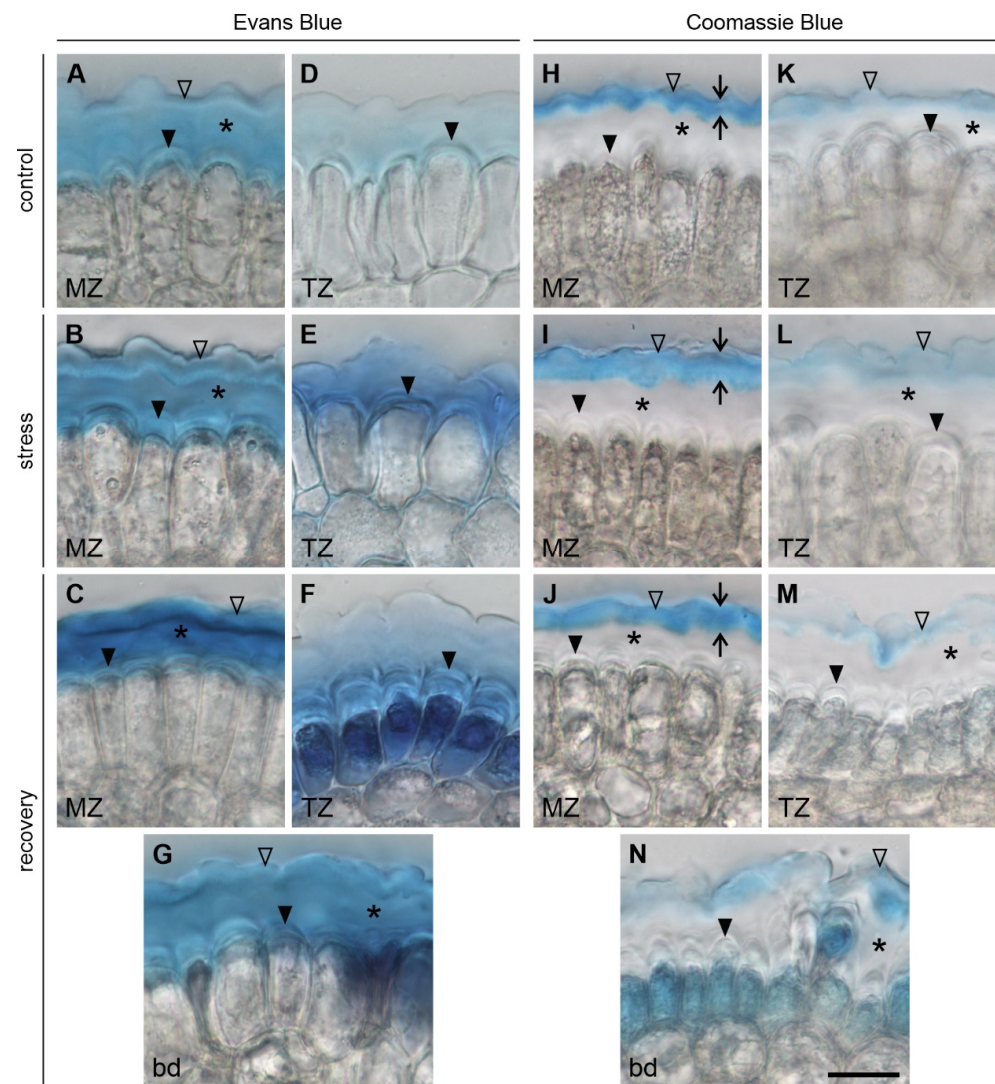 Evans Blue Coomassie Blue
A D H K
* * *
control
MZ TZ MZ TZ
B E I L
* * *
stress
MZ TZ MZ TZ
C F J M
* * *
MZ TZ MZ TZ
recovery
G N
* *
bd bd